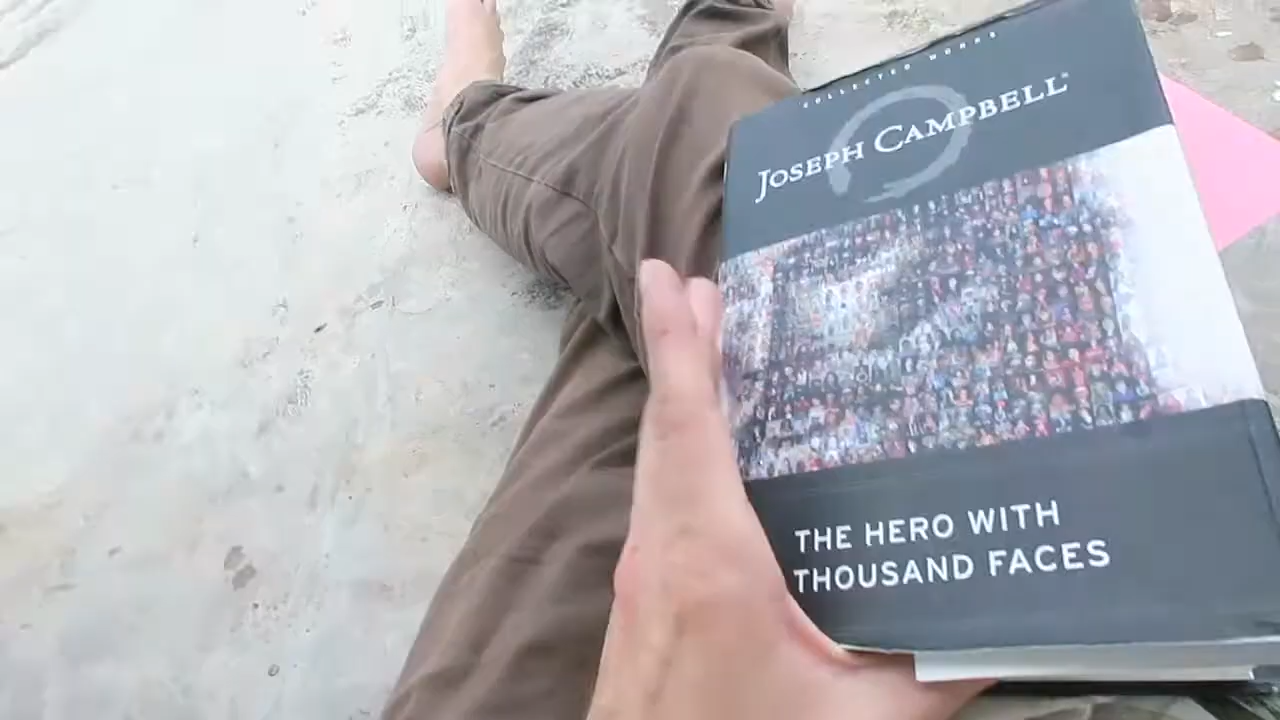 COLLECTED WORKS
JOSEPH CAMPBELL
THE HERO WITH
THOUSAND FACES